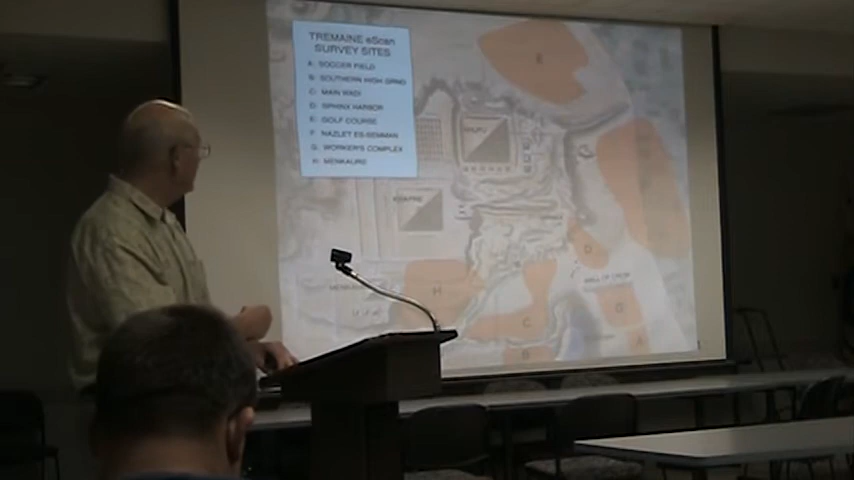 TREMAINE eScan
SURVEY SITES
A: SOCCER FIELD
B: SOUTHERN HIGH GRND
C: MAIN WADI
D: SPHINX HARBOR
E: GOLF COURSE
F: NAZLET ES-SEMMAN
G: WORKER'S COMPLEX
H: MENKAURE
E
KHUFU
KHAFRE
D
WALL OF CROW
H
G
C
A
B